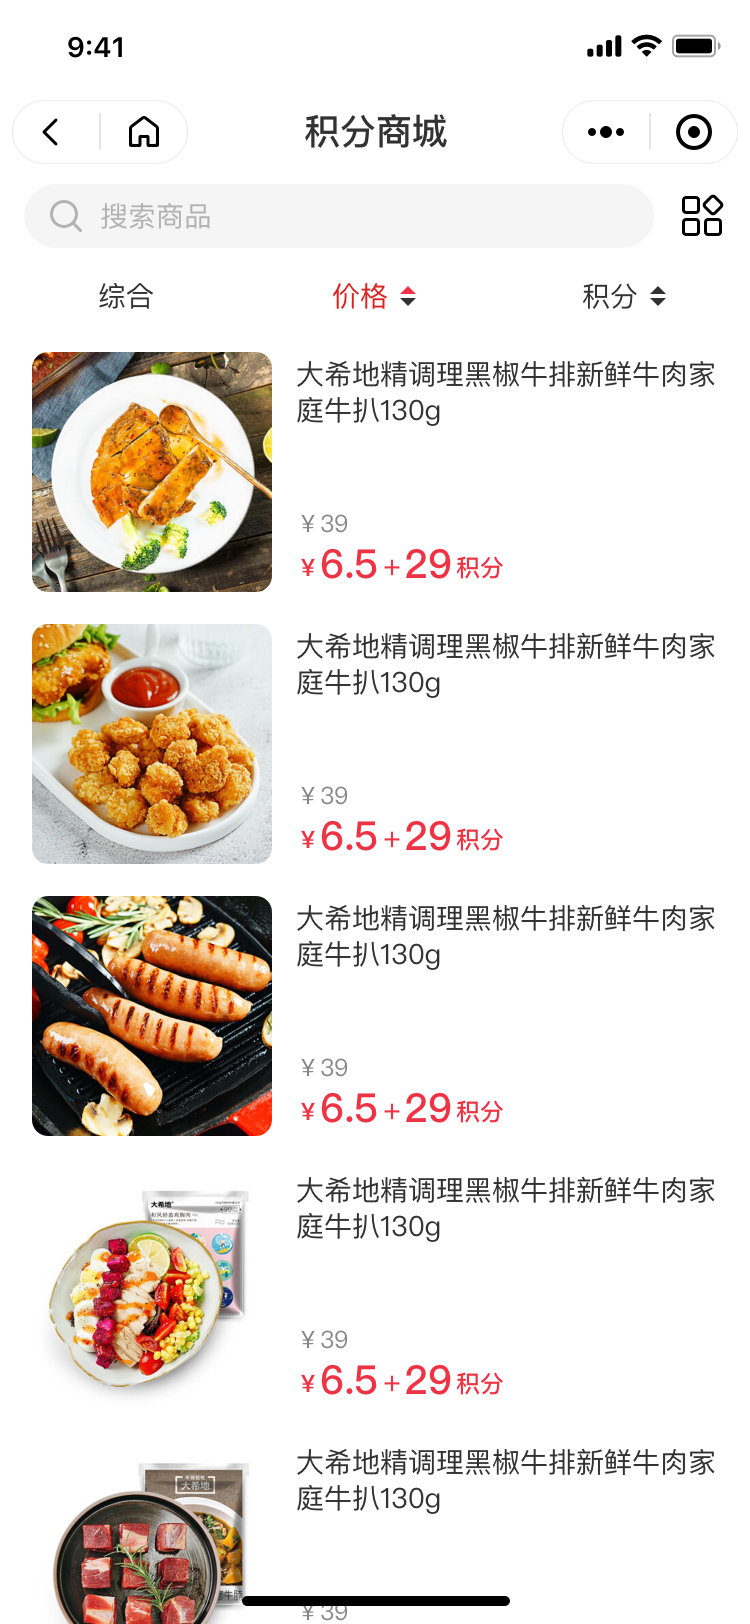 9:41
积分商城
搜索商品
综合
价格
积分
大希地精调理黑椒牛排新鲜牛肉家
庭牛扒130g
¥ 39
¥6.5+29积分
大希地精调理黑椒牛排新鲜牛肉家
庭牛扒130g
¥ 39
¥6.5+29积分
大希地精调理黑椒牛排新鲜牛肉家
庭牛扒130g
¥ 39
¥6.5+29积分
大希地
大希地精调理黑椒牛排新鲜牛肉家
庭牛扒130g
¥ 39
¥6.5+29积分
大希地
大希地精调理黑椒牛排新鲜牛肉家
庭牛扒130g
¥ 39